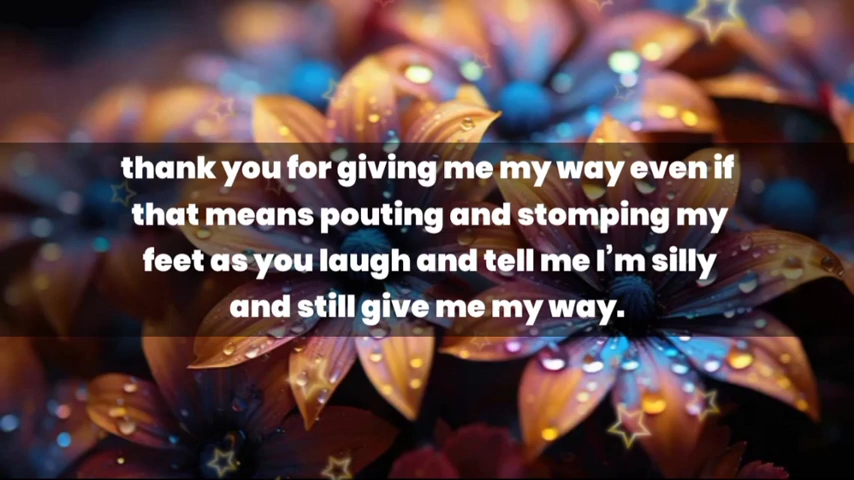 thank you for giving me my way even if
that means pouting and stomping my
feet as you laugh and tell me I’m silly
and still give me my way.